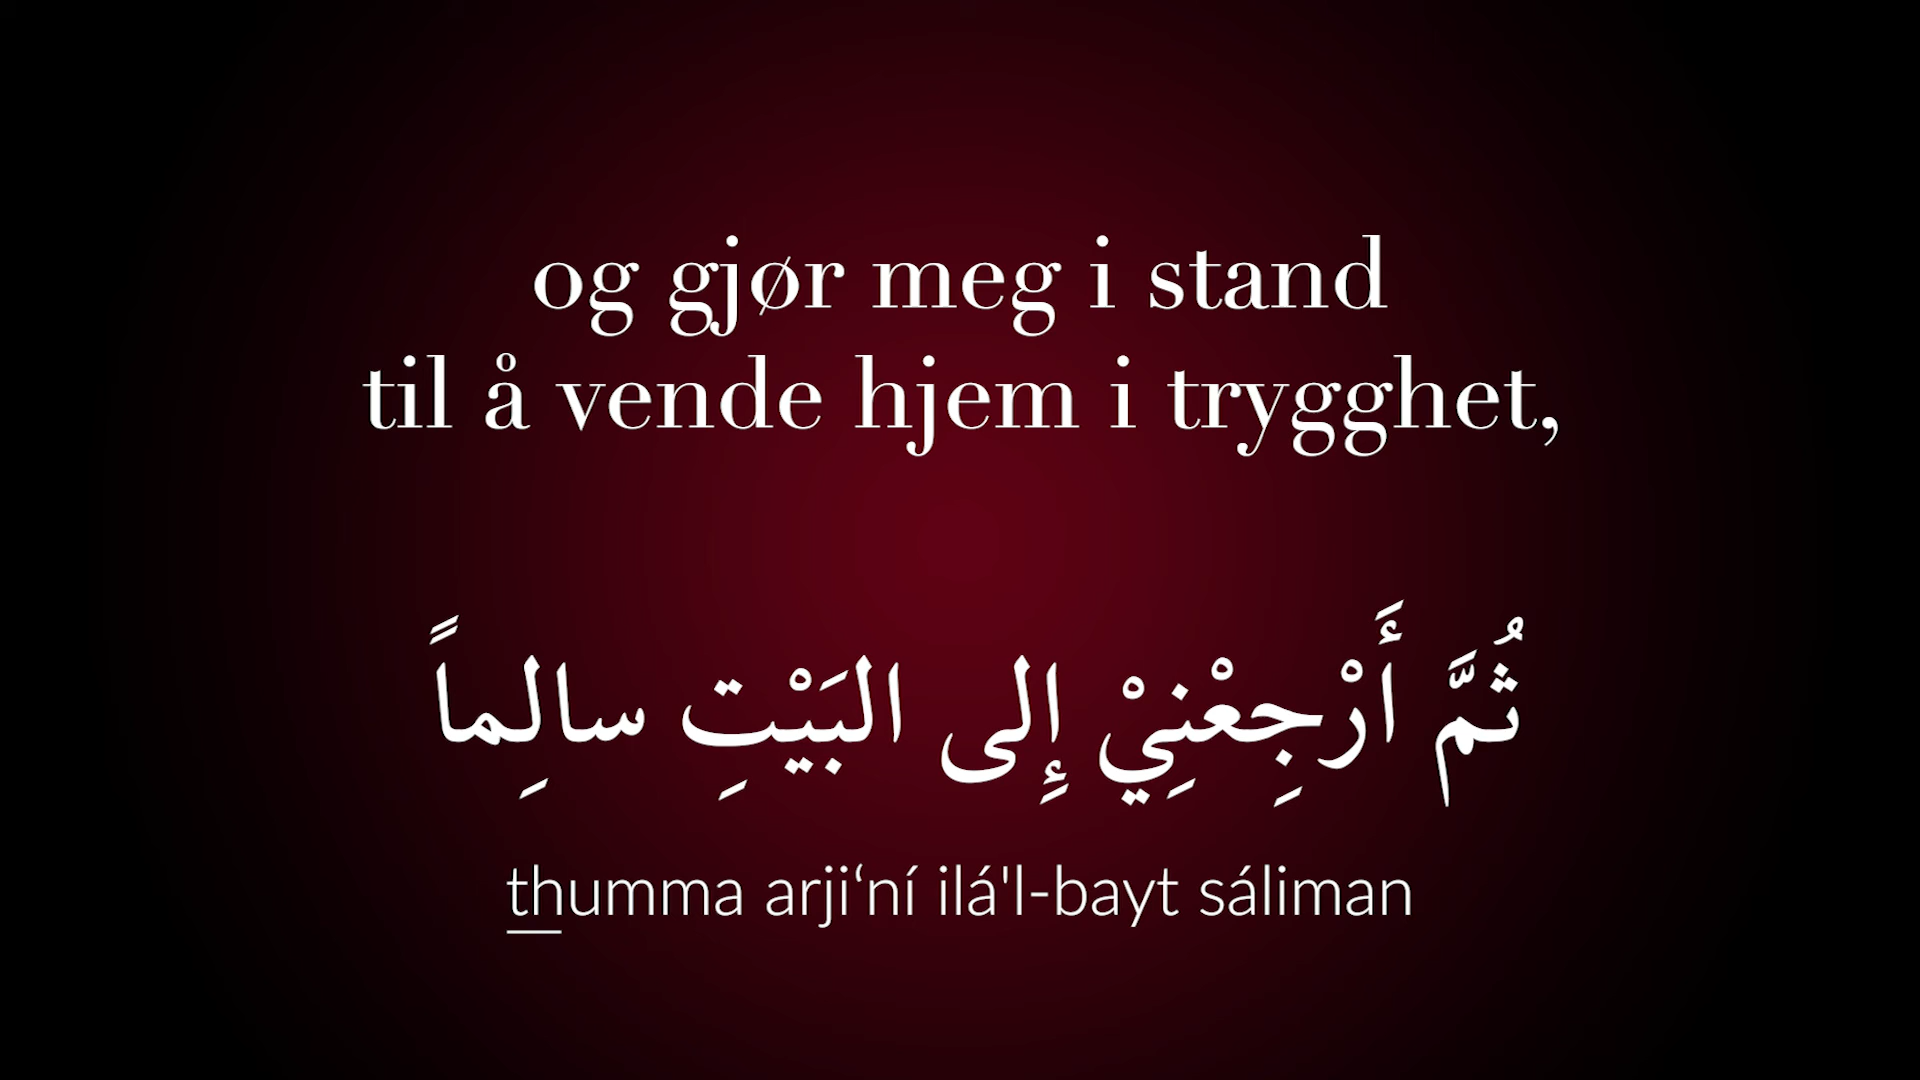 og gjør meg i stand
til å vende hjem i trygghet,
ثُمَّ أَرْجِعْنِيْ إِلى البَيْتِ سالِماً
thumma arji‘ní ilá'l-bayt sáliman